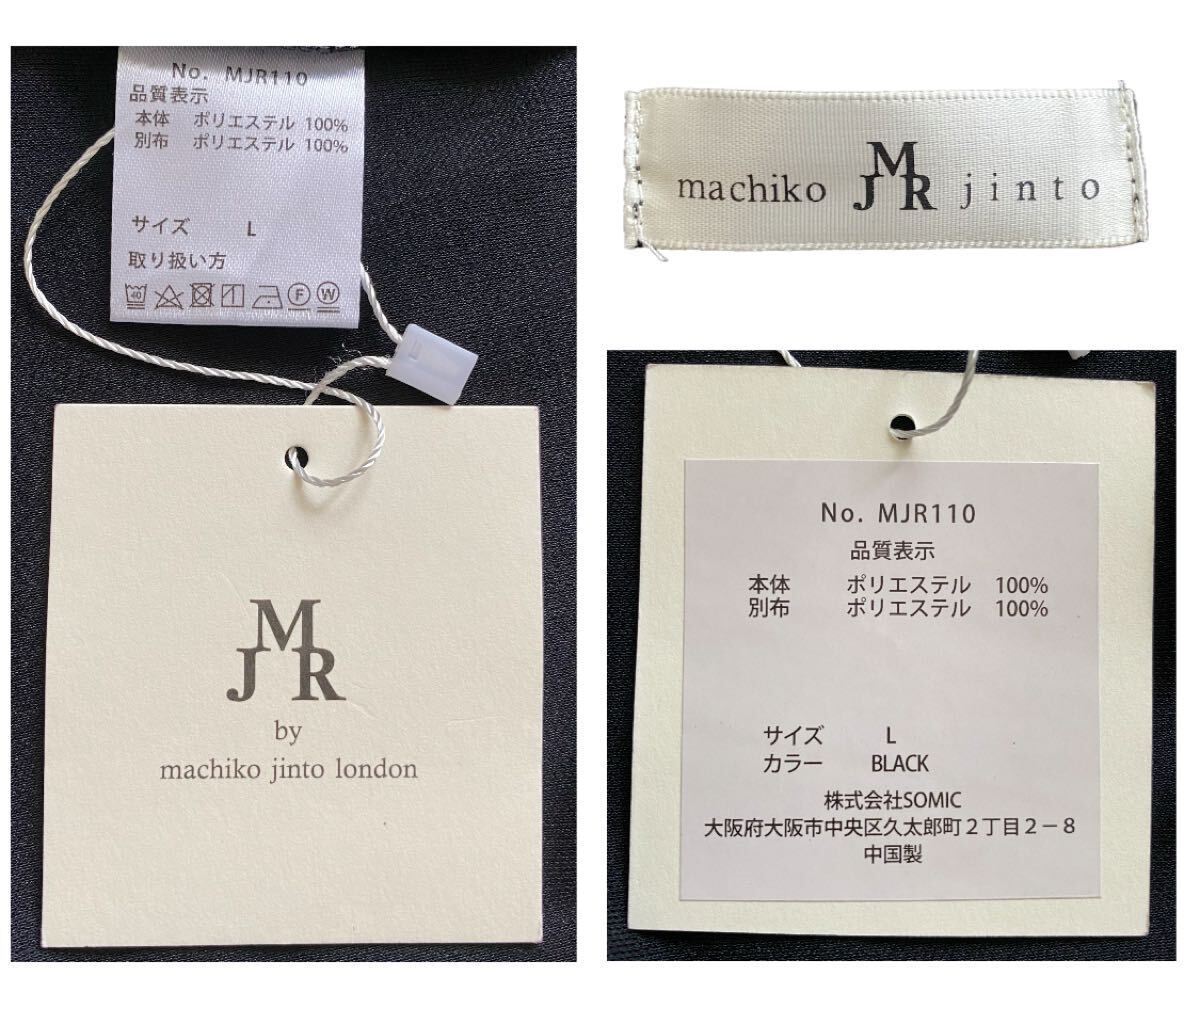 No. MJR110
品質表示
本体 ポリエステル 100%
別布 ポリエステル 100%
サイズ L
取り扱い方
40
F
W
MJR
by
machiko jinto london
machiko MJR jinto
No. MJR110
品質表示
本体 ポリエステル 100%
別布 ポリエステル 100%
サイズ L
カラー BLACK
株式会社SOMIC
大阪府大阪市中央区久太郎町２丁目２－８
中国製